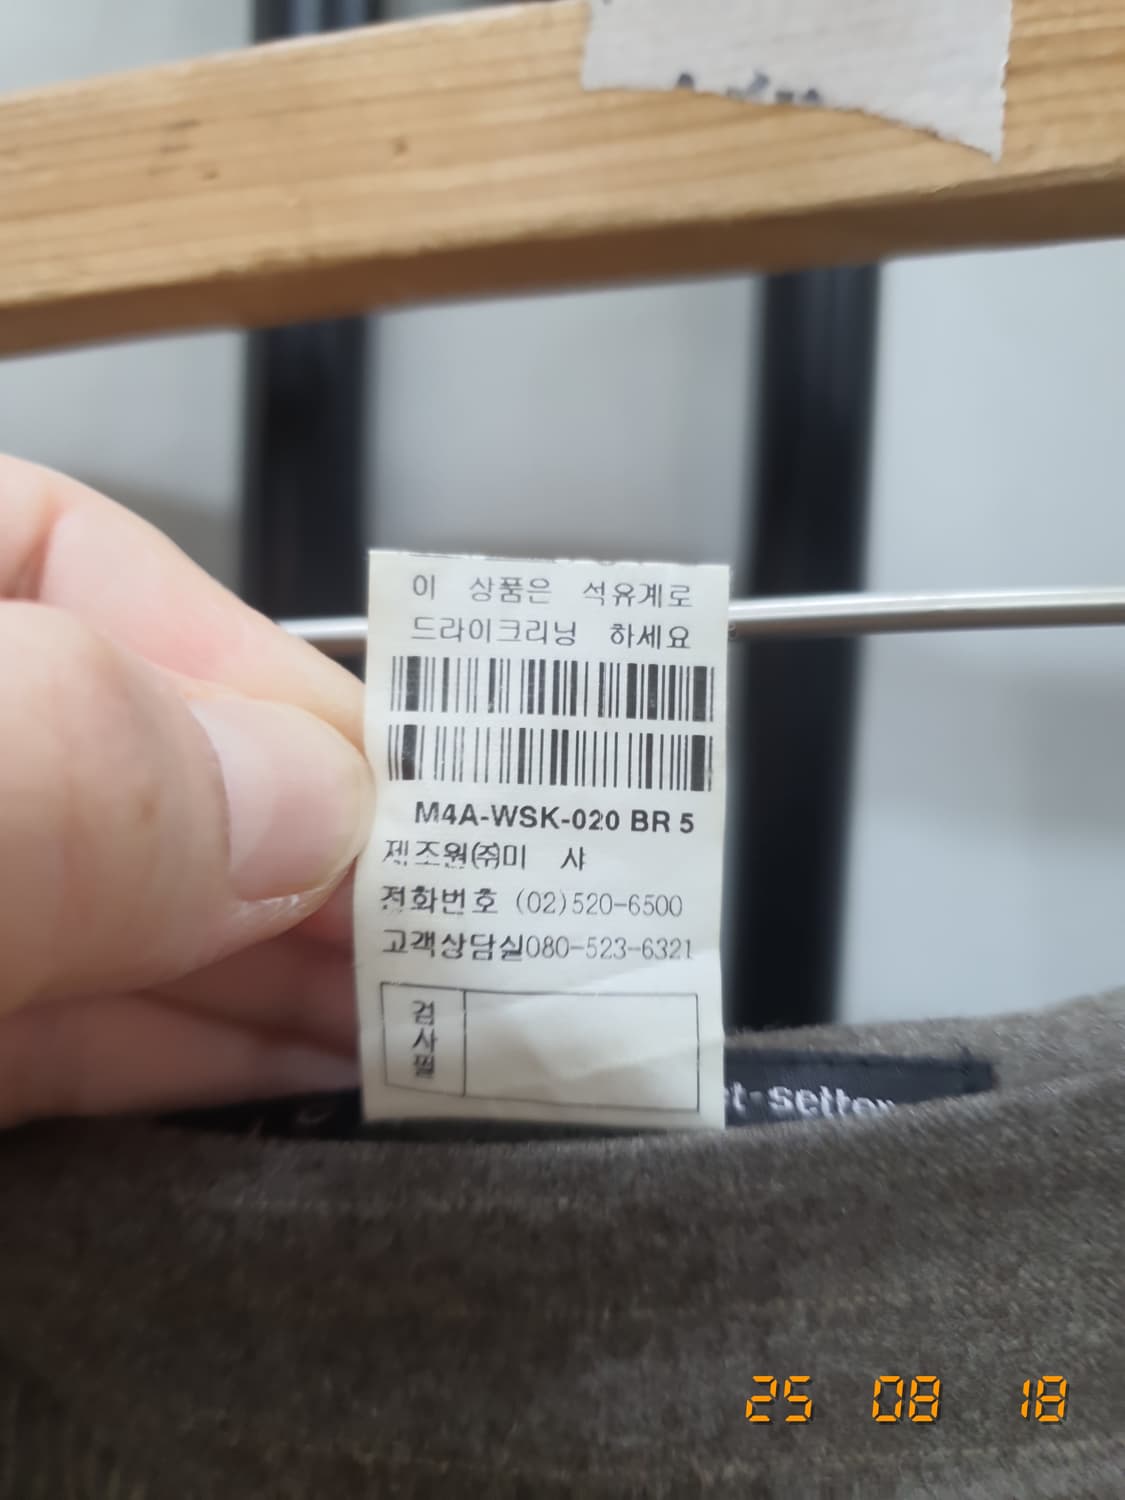 이 상품은 석유계로
드라이크리닝 하세요
M4A-WSK-020 BR 5
제조원(주)미 샤
전화번호 (02)520-6500
고객상담실080-523-6321
검사필
25 08 18